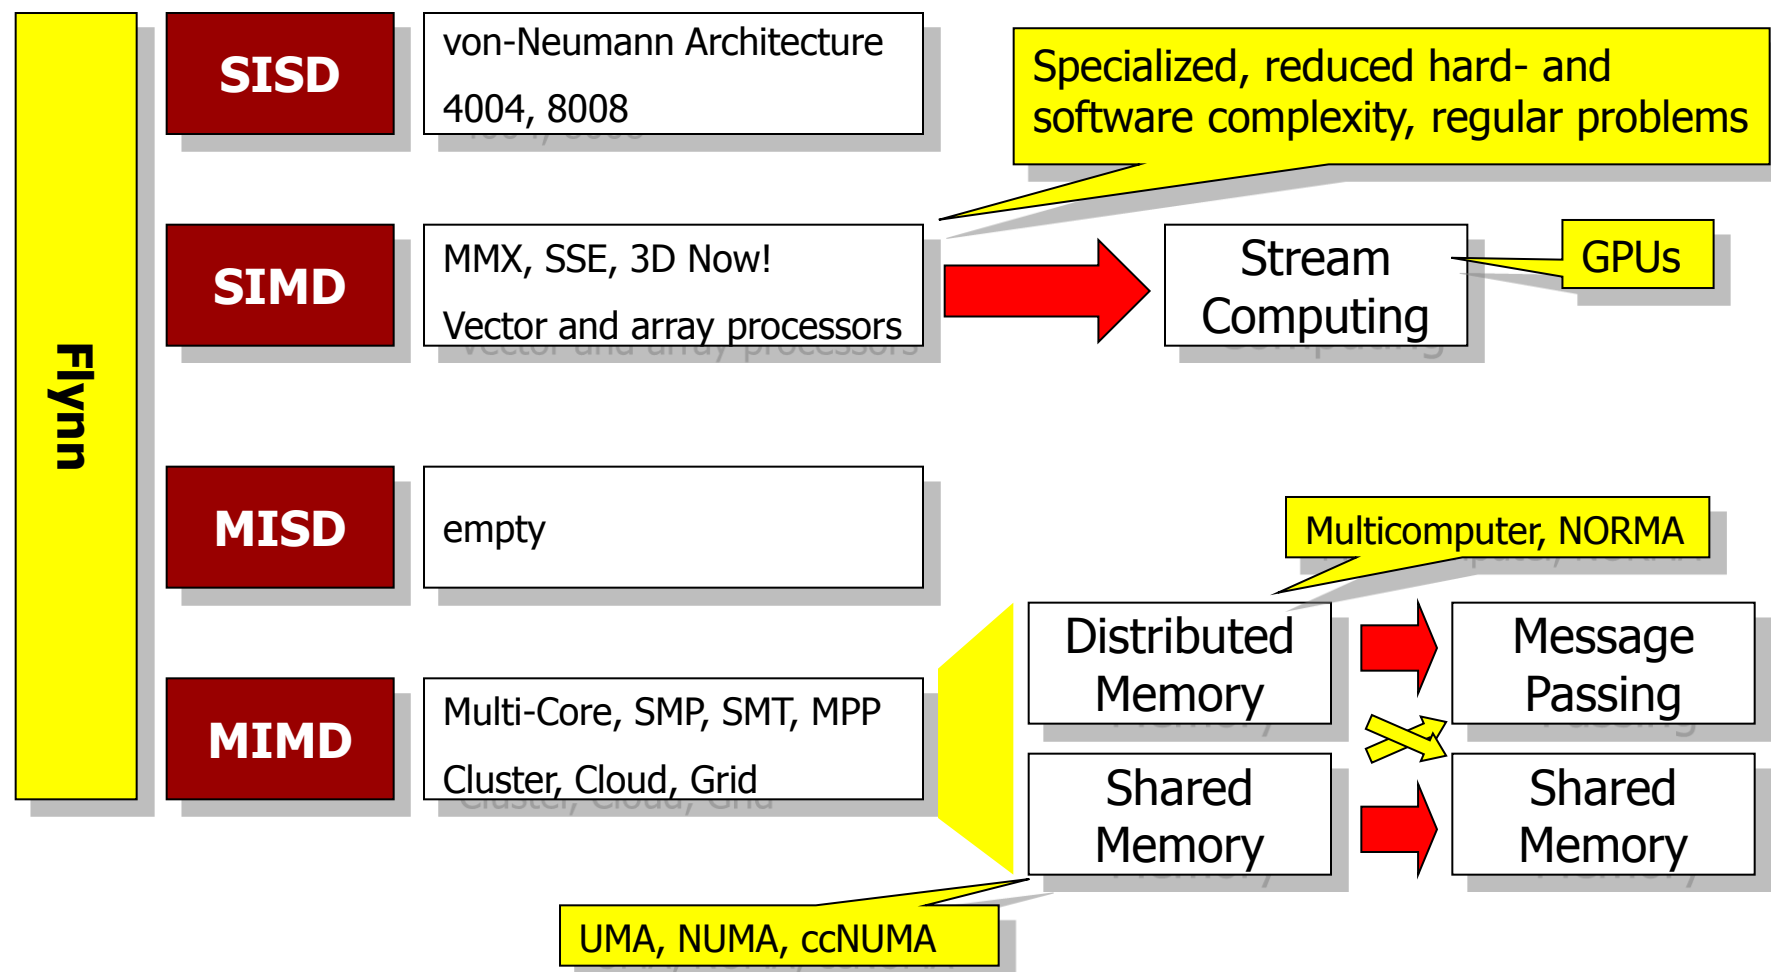 Flynn
SISD
von-Neumann Architecture
4004, 8008
Specialized, reduced hard- and
software complexity, regular problems
SIMD
MMX, SSE, 3D Now!
Vector and array processors
Stream
Computing
GPUs
MISD
empty
Multicomputer, NORMA
MIMD
Multi-Core, SMP, SMT, MPP
Cluster, Cloud, Grid
Distributed
Memory
Message
Passing
Shared
Memory
Shared
Memory
UMA, NUMA, ccNUMA